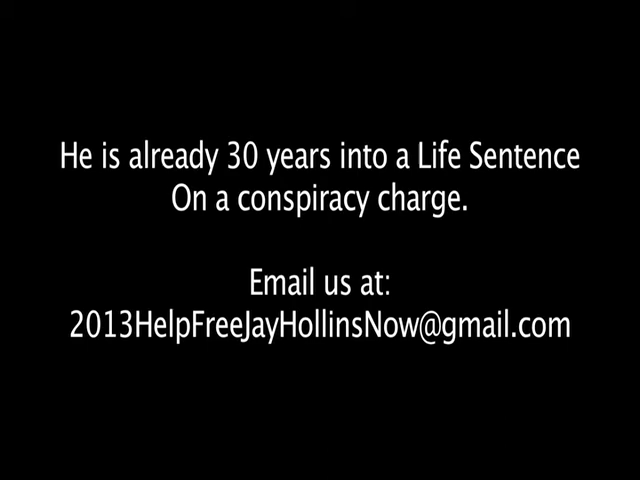 He is already 30 years into a Life Sentence
On a conspiracy charge.
Email us at:
2013HelpFreeJayHollinsNow@gmail.com